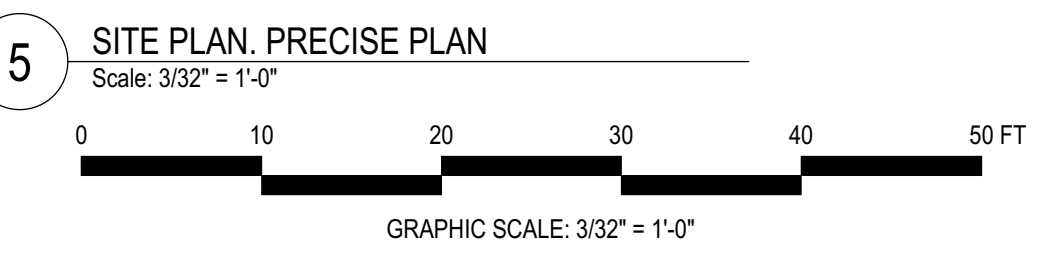 5
SITE PLAN. PRECISE PLAN
Scale: 3/32" = 1'-0"
0 10 20 30 40 50 FT
GRAPHIC SCALE: 3/32" = 1'-0"